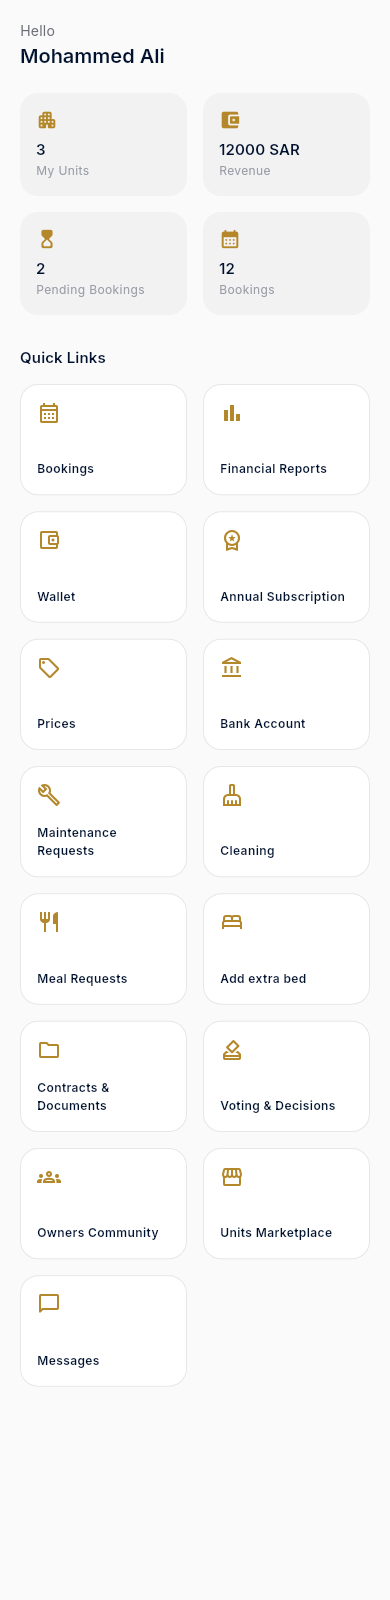 Hello
Mohammed Ali
3
My Units
12000 SAR
Revenue
2
Pending Bookings
12
Bookings
Quick Links
Bookings
Financial Reports
Wallet
Annual Subscription
Prices
Bank Account
Maintenance
Requests
Cleaning
Meal Requests
Add extra bed
Contracts &
Documents
Voting & Decisions
Owners Community
Units Marketplace
Messages